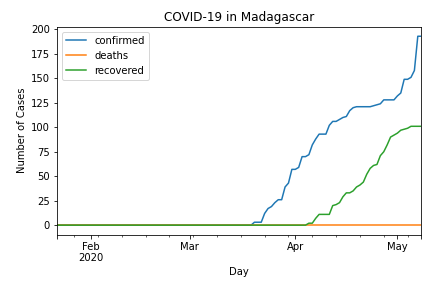 COVID-19 in Madagascar
confirmed
deaths
recovered
Number of Cases
200
175
150
125
100
75
50
25
0
Feb Mar Apr May
2020
Day